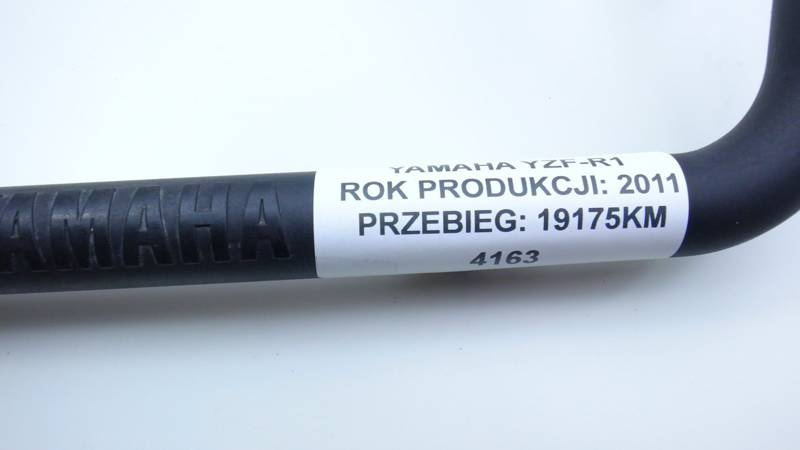 YAMAHA
YAMAHA YZF-R1
ROK PRODUKCJI: 2011
PRZEBIEG: 19175KM
4163